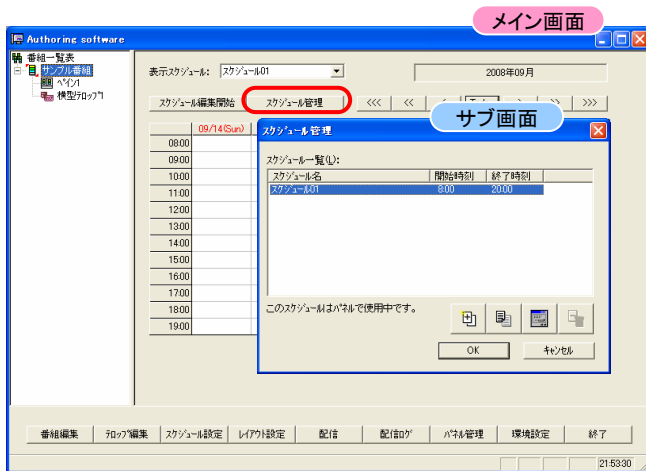 メイン画面
Authoring software
番組一覧表
サンプル番組
ﾍﾟｲﾝ1
横型ﾃﾛｯﾌﾟ1
表示ｽｹｼﾞｭｰﾙ: ｽｹｼﾞｭｰﾙ01 2008年09月
ｽｹｼﾞｭｰﾙ編集開始 ｽｹｼﾞｭｰﾙ管理 <<< << >>>
サブ画面
09/14(Sun)
08:00
09:00
10:00
11:00
12:00
13:00
14:00
15:00
16:00
17:00
18:00
19:00
ｽｹｼﾞｭｰﾙ管理
ｽｹｼﾞｭｰﾙ一覧(L):
ｽｹｼﾞｭｰﾙ名 開始時刻 終了時刻
ｽｹｼﾞｭｰﾙ01 8:00 20:00
このｽｹｼﾞｭｰﾙはﾊﾟﾈﾙで使用中です。
OK ｷｬﾝｾﾙ
番組編集 ﾃﾛｯﾌﾟ編集 ｽｹｼﾞｭｰﾙ設定 ﾚｲｱｳﾄ設定 配信 配信ﾛｸﾞ ﾊﾟﾈﾙ管理 環境設定 終了
21:53:30